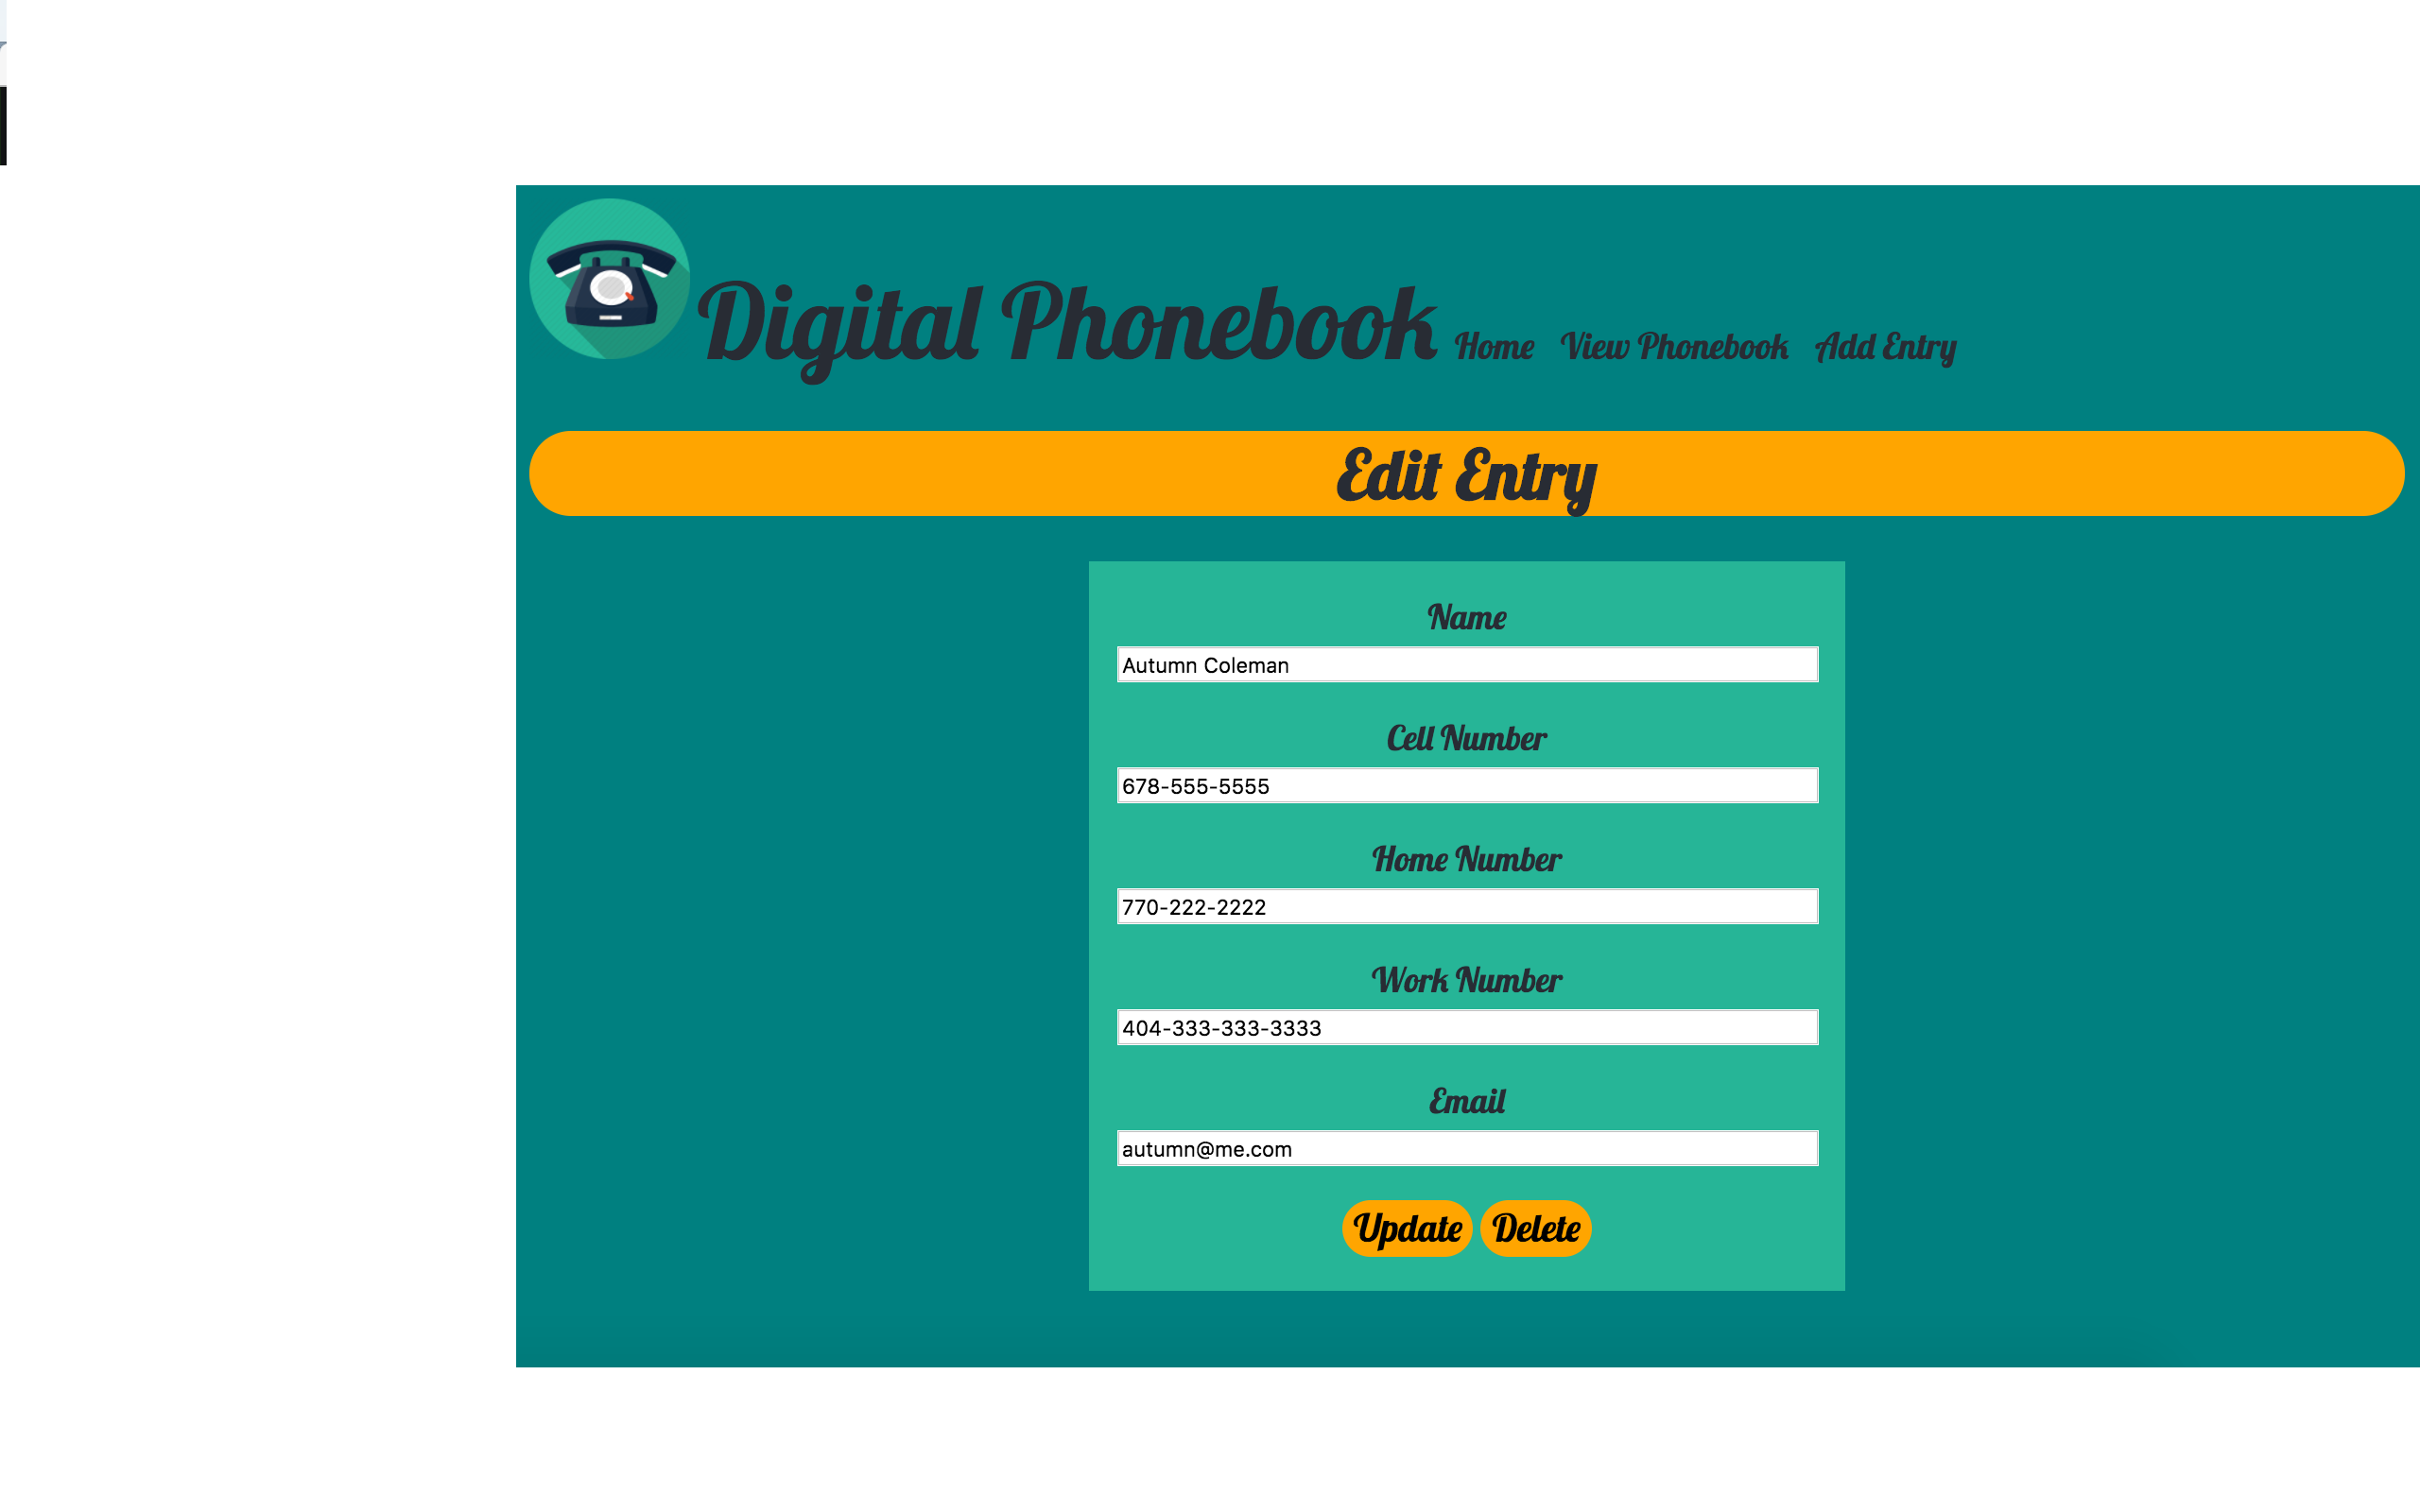 Digital Phonebook Home View Phonebook Add Entry
Edit Entry
Name
Autumn Coleman
Cell Number
678-555-5555
Home Number
770-222-2222
Work Number
404-333-333-3333
Email
autumn@me.com
Update Delete